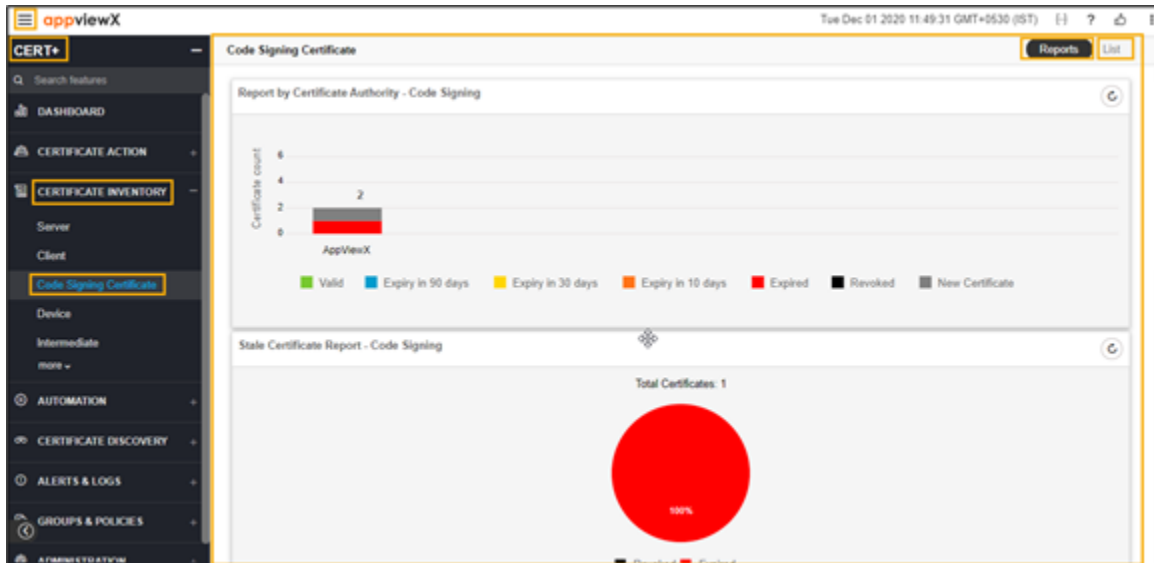 appviewX
Tue Dec 01 2020 11:49:31 GMT+0530 (IST)
?
CERT+
Search features
DASHBOARD
CERTIFICATE ACTION
CERTIFICATE INVENTORY
Server
Client
Code Signing Certificate
Device
Intermediate
more
AUTOMATION
CERTIFICATE DISCOVERY
ALERTS & LOGS
GROUPS & POLICIES
ADMINISTRATION
Code Signing Certificate
Reports
List
Report by Certificate Authority - Code Signing
Certificate count
6
4
2
0
2
AppViewX
Valid Expiry in 90 days Expiry in 30 days Expiry in 10 days Expired Revoked New Certificate
Stale Certificate Report - Code Signing
Total Certificates: 1
100%
Revoked Expired